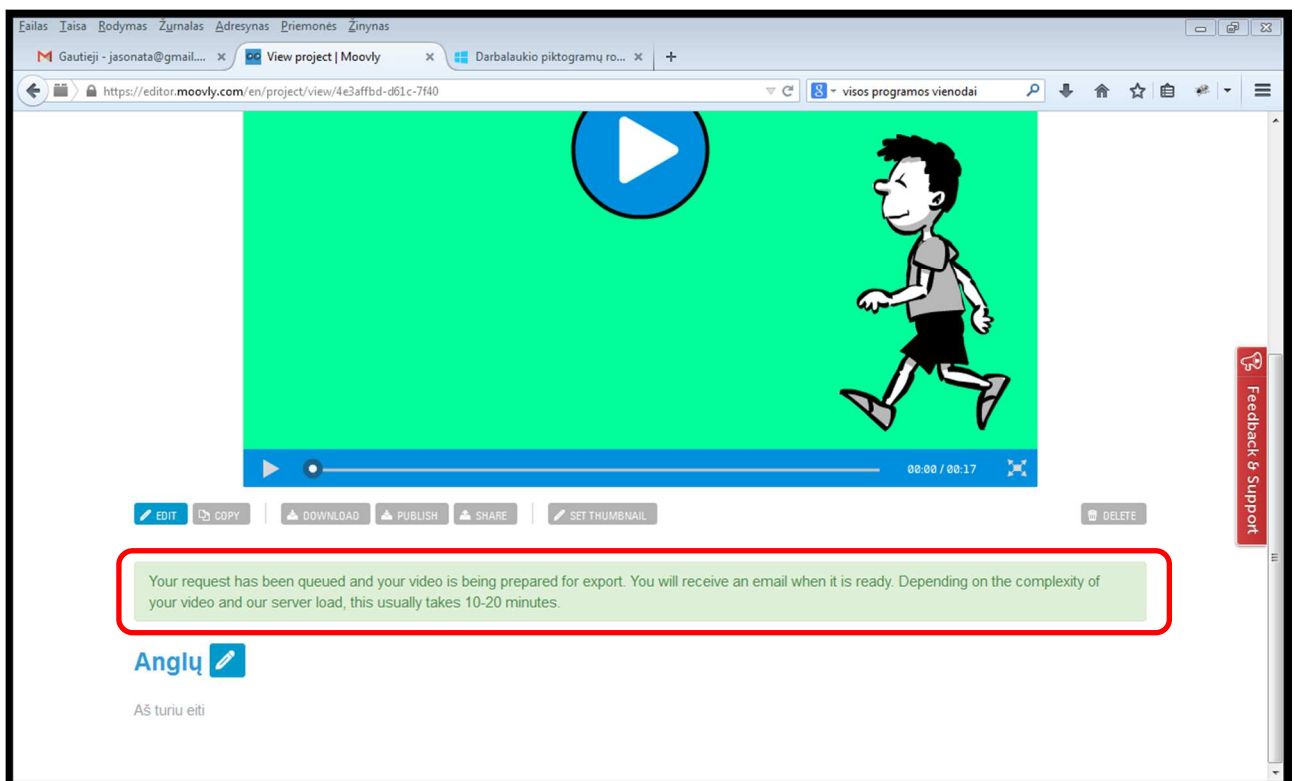 Failas Taisa Rodymas Žurnalas Adresynas Priemonės Žinynas
Gautieji - jasonata@gmail.... View project | Moovly Darbalaukio piktogramų ro...
https://editor.moovly.com/en/project/view/4e3affbd-d61c-7f40 8 visos programos vienodai
00:00 / 00:17
Feedback & Support
EDIT COPY DOWNLOAD PUBLISH SHARE SET THUMBNAIL DELETE
Your request has been queued and your video is being prepared for export. You will receive an email when it is ready. Depending on the complexity of
your video and our server load, this usually takes 10-20 minutes.
Anglų
Aš turiu eiti